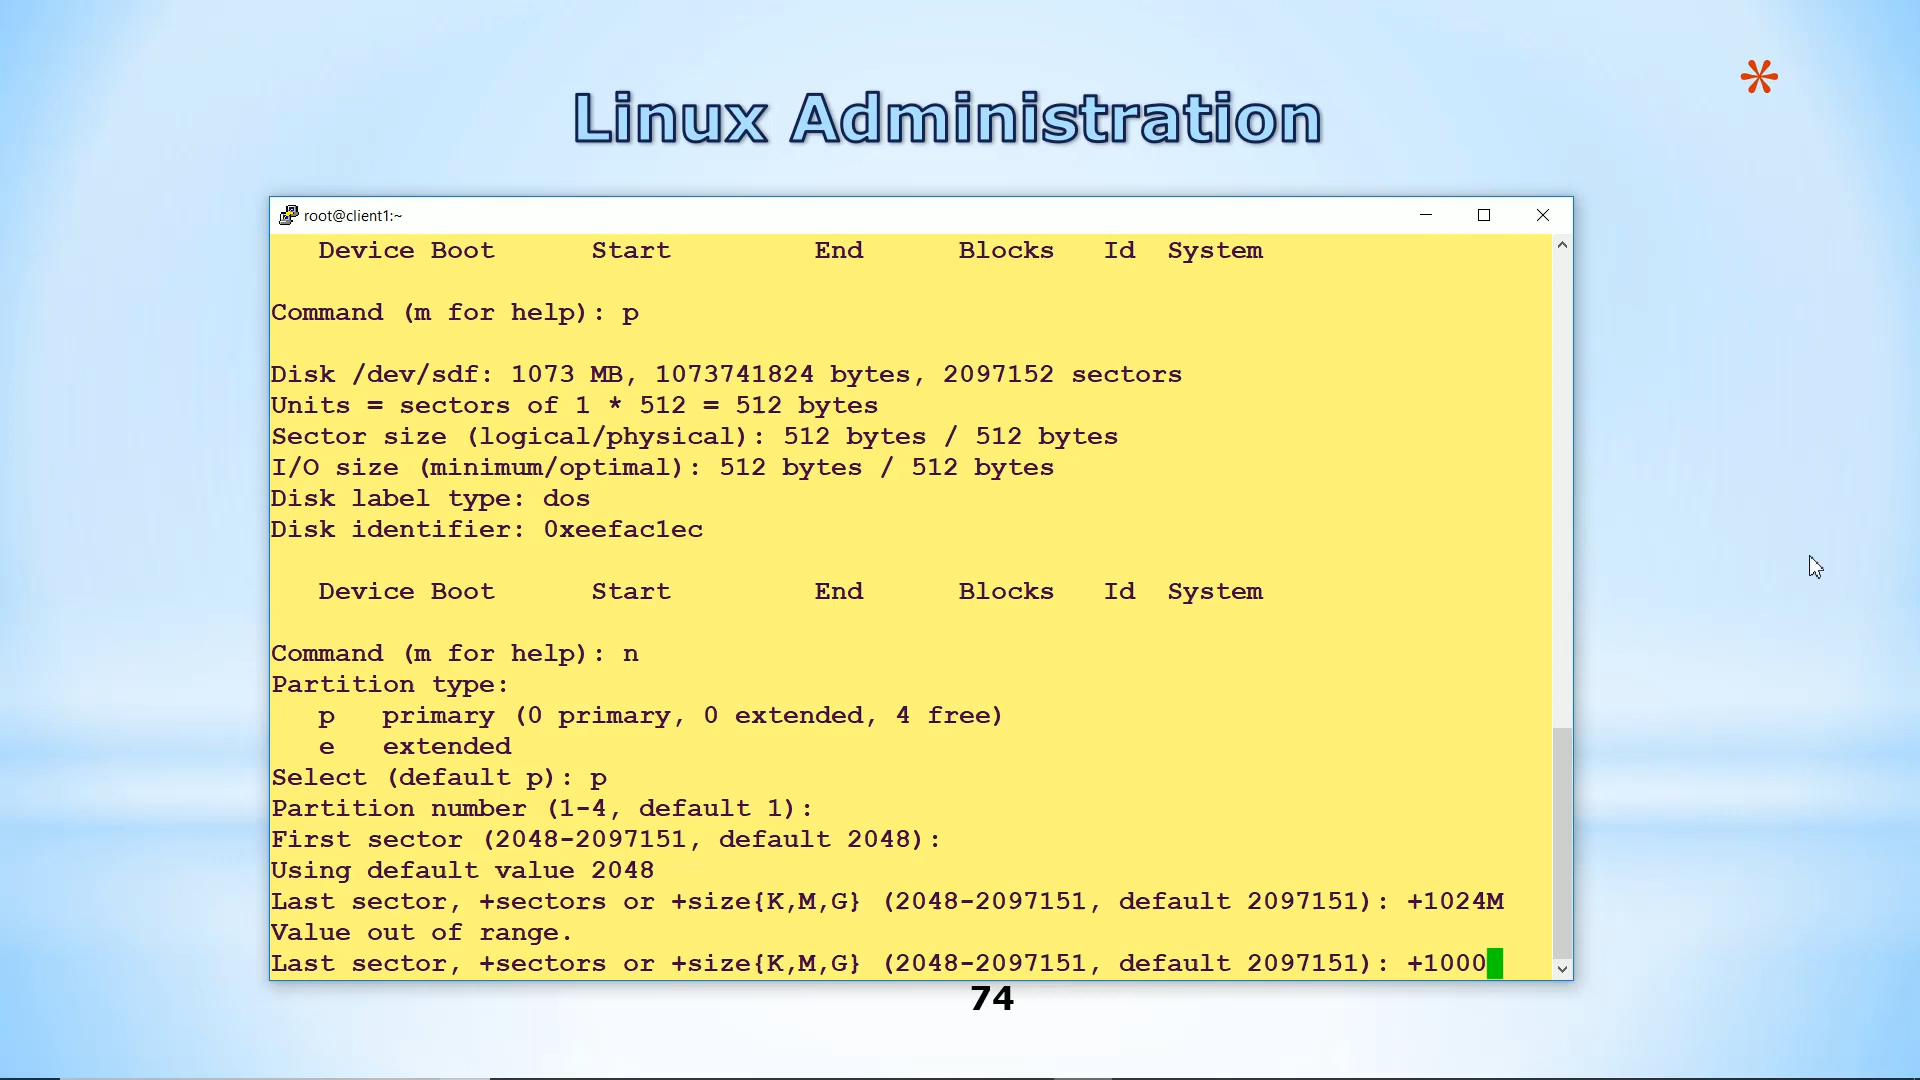 *
Linux Administration
root@client1:~
Device Boot Start End Blocks Id System
Command (m for help): p
Disk /dev/sdf: 1073 MB, 1073741824 bytes, 2097152 sectors
Units = sectors of 1 * 512 = 512 bytes
Sector size (logical/physical): 512 bytes / 512 bytes
I/O size (minimum/optimal): 512 bytes / 512 bytes
Disk label type: dos
Disk identifier: 0xeefac1ec
Device Boot Start End Blocks Id System
Command (m for help): n
Partition type:
p primary (0 primary, 0 extended, 4 free)
e extended
Select (default p): p
Partition number (1-4, default 1):
First sector (2048-2097151, default 2048):
Using default value 2048
Last sector, +sectors or +size{K,M,G} (2048-2097151, default 2097151): +1024M
Value out of range.
Last sector, +sectors or +size{K,M,G} (2048-2097151, default 2097151): +1000
74